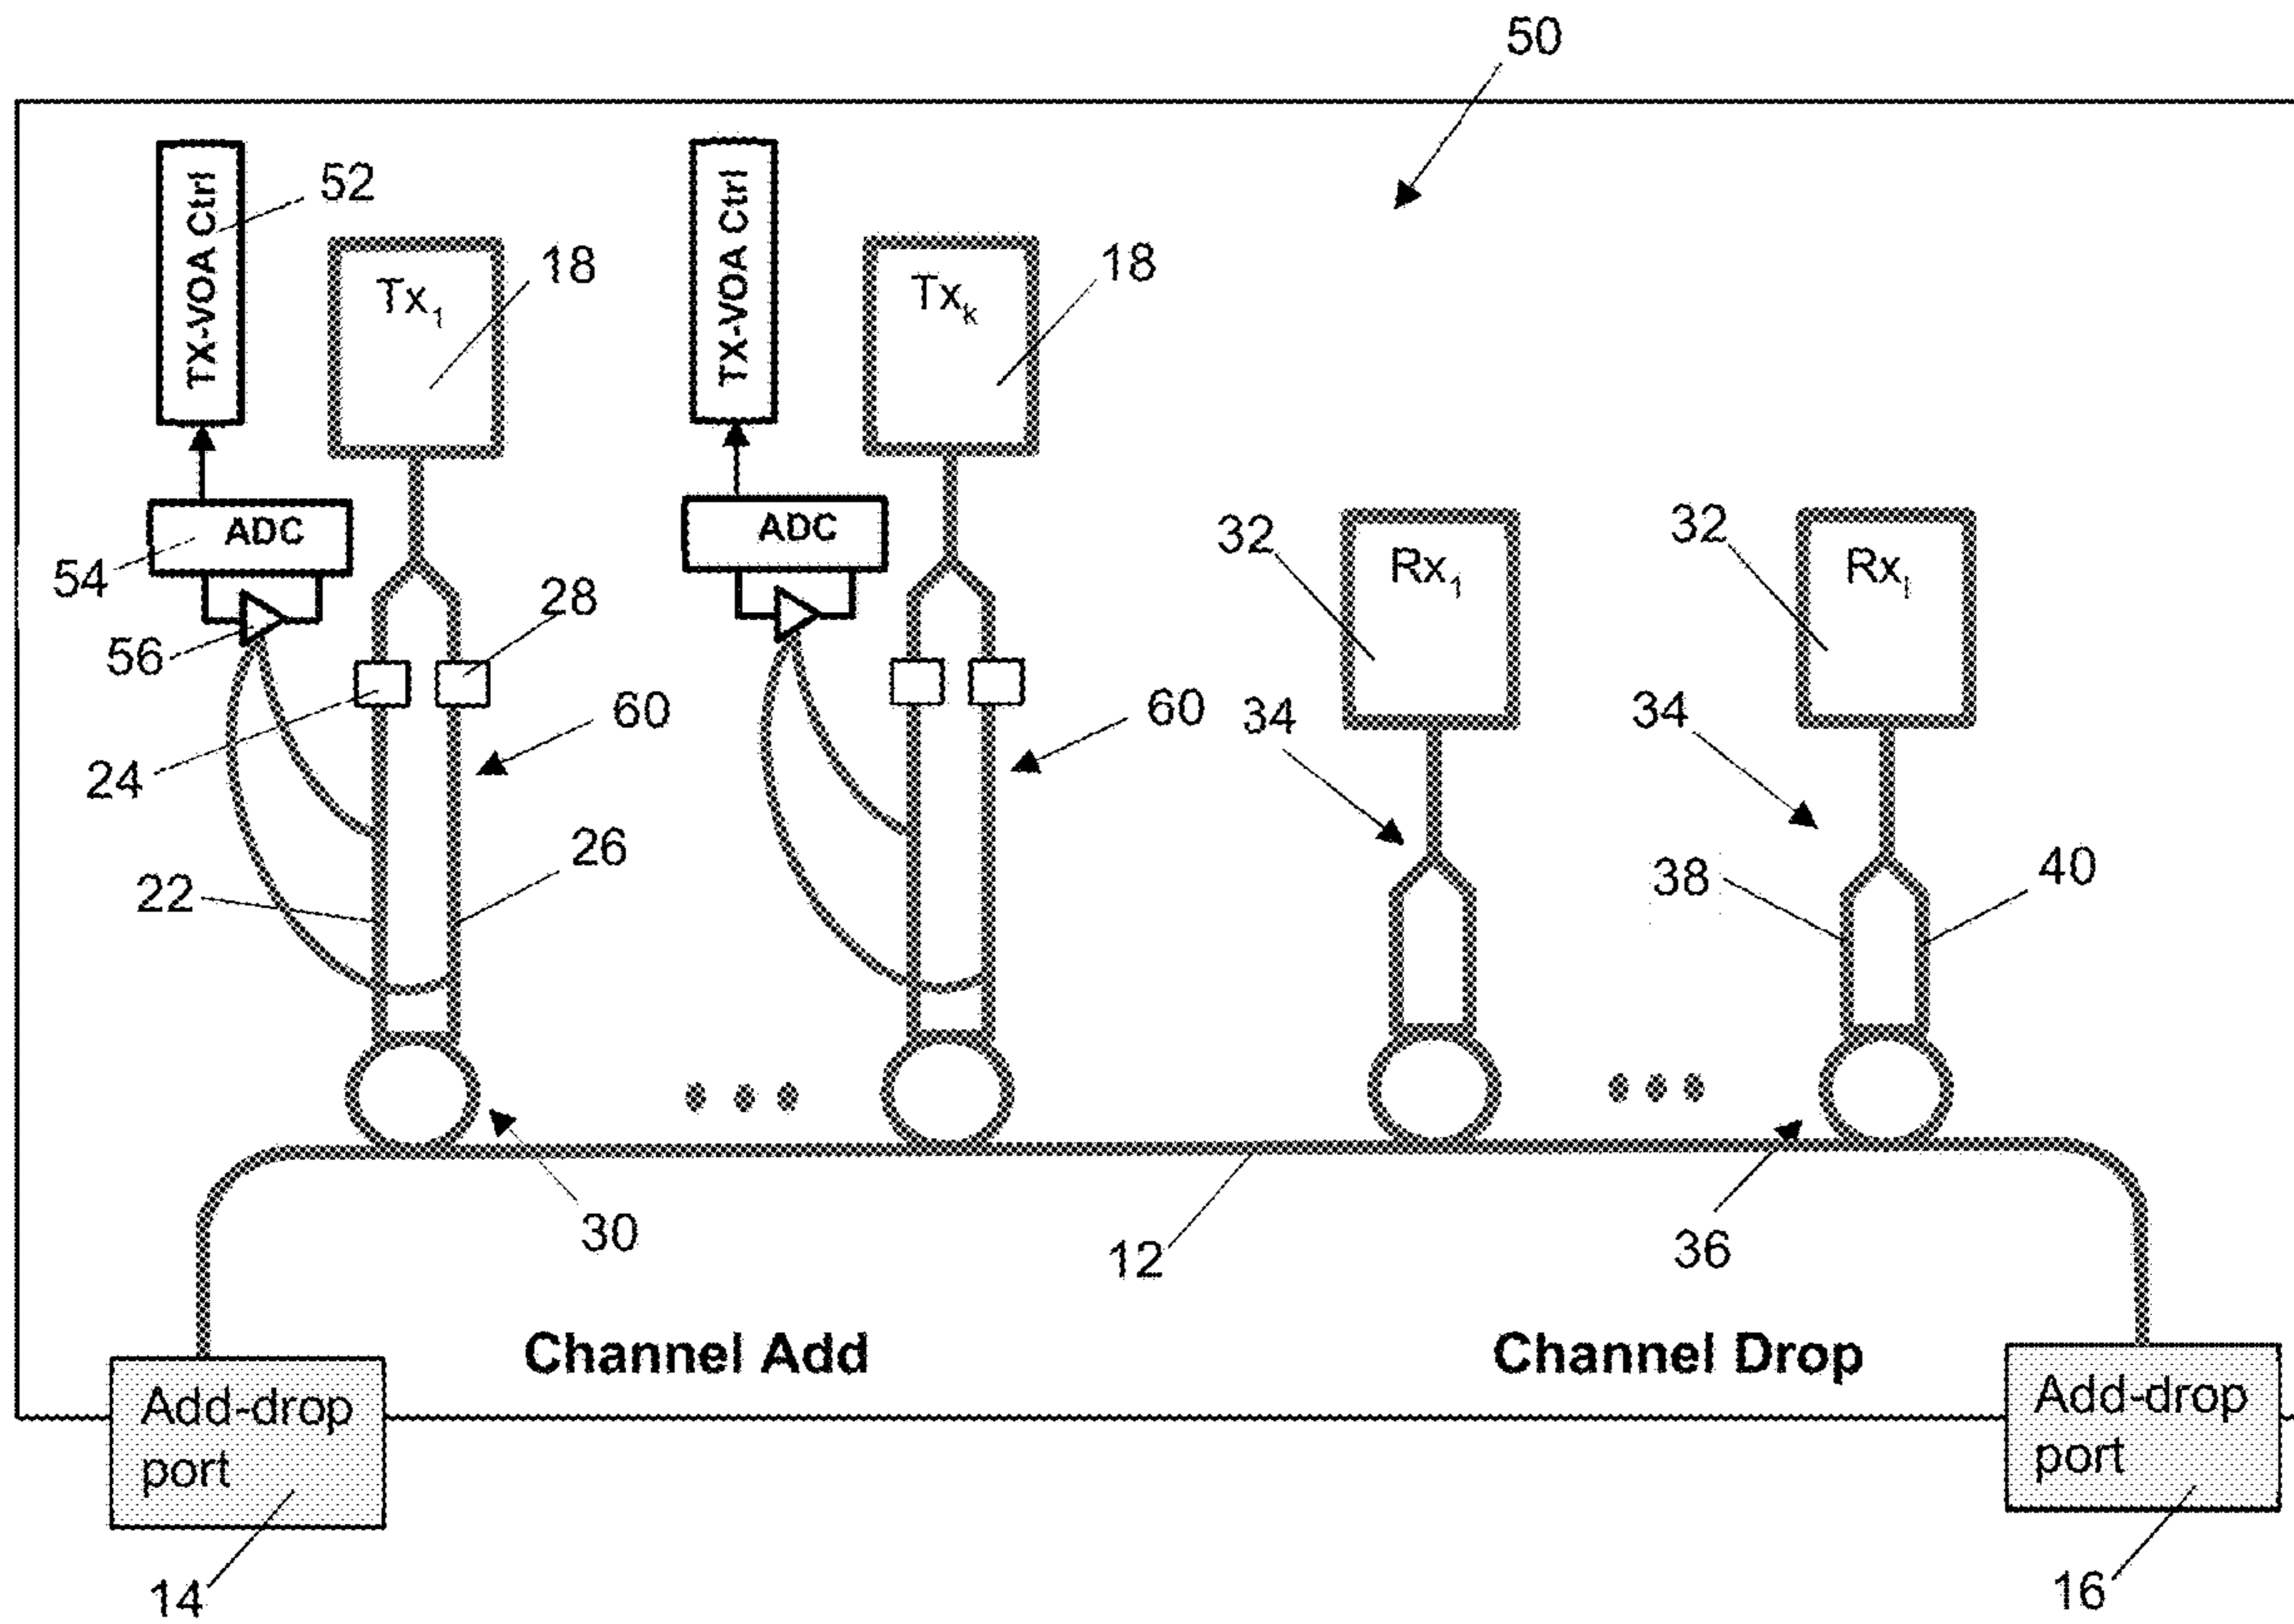 50
TX-VOA Ctrl
52
TX-VOA Ctrl
Tx1
18
Txk
18
ADC
54
ADC
32
Rx1
32
Rxl
28
56
24
60
60
34
34
22
26
38
40
30
12
36
Channel Add
Channel Drop
Add-drop
port
Add-drop
port
14
16